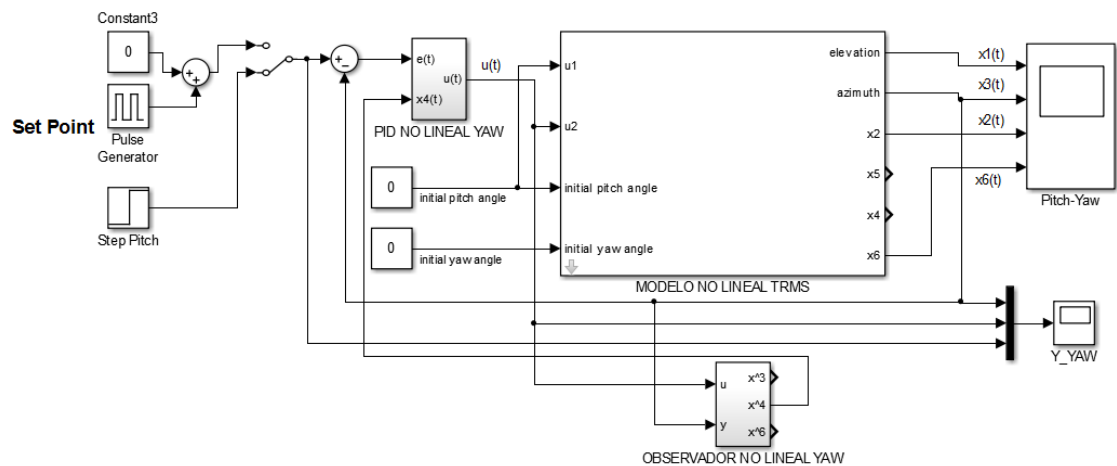 Constant3
0
+
+
Set Point
Pulse
Generator
Step Pitch
+
−
e(t)
u(t)
x4(t)
PID NO LINEAL YAW
u(t)
0
initial pitch angle
0
initial yaw angle
u1
u2
initial pitch angle
initial yaw angle
elevation
azimuth
x2
x5
x4
x6
MODELO NO LINEAL TRMS
x1(t)
x3(t)
x2(t)
x6(t)
Pitch-Yaw
Y_YAW
u
y
x^3
x^4
x^6
OBSERVADOR NO LINEAL YAW